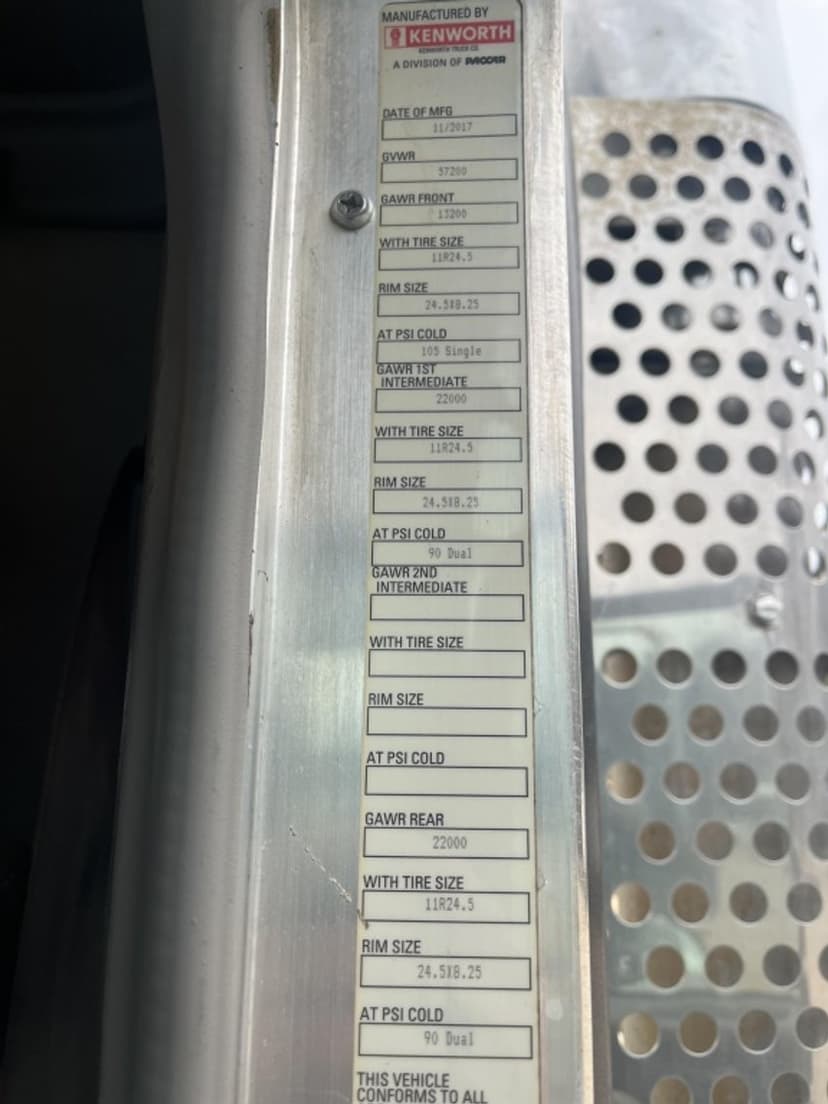 MANUFACTURED BY
KENWORTH
KENWORTH TRUCK CO.
A DIVISION OF PACCAR
DATE OF MFG
11/2017
GVWR
57200
GAWR FRONT
13200
WITH TIRE SIZE
11R24.5
RIM SIZE
24.5X8.25
AT PSI COLD
105 Single
GAWR 1ST
INTERMEDIATE
22000
WITH TIRE SIZE
11R24.5
RIM SIZE
24.5X8.25
AT PSI COLD
90 Dual
GAWR 2ND
INTERMEDIATE
WITH TIRE SIZE
RIM SIZE
AT PSI COLD
GAWR REAR
22000
WITH TIRE SIZE
11R24.5
RIM SIZE
24.5X8.25
AT PSI COLD
90 Dual
THIS VEHICLE
CONFORMS TO ALL